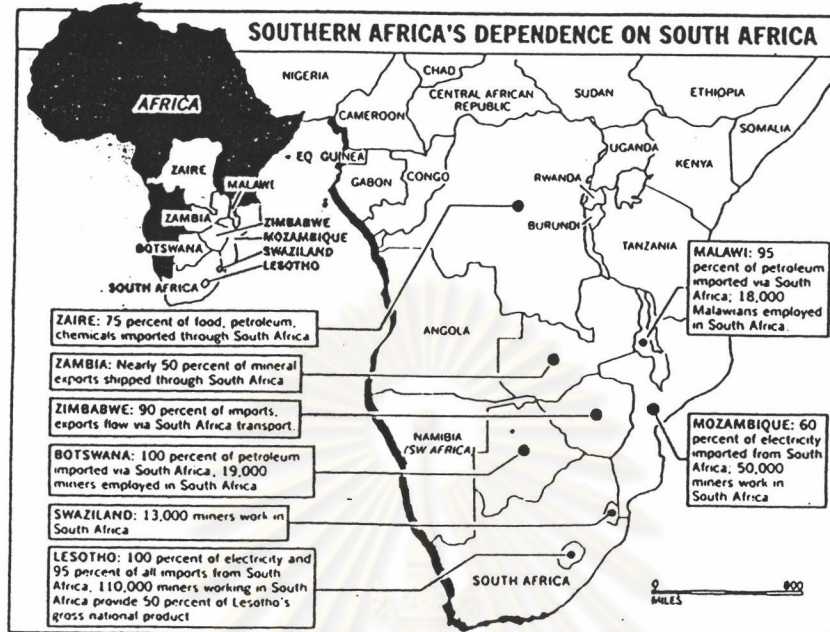 SOUTHERN AFRICA'S DEPENDENCE ON SOUTH AFRICA
AFRICA
ZAIRE
MALAWI
ZAMBIA
ZIMBABWE
MOZAMBIQUE
BOTSWANA
SWAZILAND
LESOTHO
SOUTH AFRICA
NIGERIA
CHAD
CENTRAL AFRICAN
REPUBLIC
SUDAN
ETHIOPIA
CAMEROON
SOMALIA
EQ GUINEA
GABON
CONGO
UGANDA
KENYA
RWANDA
BURUNDI
TANZANIA
ANGOLA
NAMIBIA
(SW AFRICA)
SOUTH AFRICA
MALAWI: 95
percent of petroleum
imported via South
Africa; 18,000
Malawians employed
in South Africa.
ZAIRE: 75 percent of food, petroleum,
chemicals imported through South Africa
ZAMBIA: Nearly 50 percent of mineral
exports shipped through South Africa
ZIMBABWE: 90 percent of imports,
exports flow via South Africa transport.
BOTSWANA: 100 percent of petroleum
imported via South Africa, 19,000
miners employed in South Africa
SWAZILAND: 13,000 miners work in
South Africa
LESOTHO: 100 percent of electricity and
95 percent of all imports from South
Africa, 110,000 miners working in South
Africa provide 50 percent of Lesotho's
gross national product
MOZAMBIQUE: 60
percent of electricity
imported from South
Africa; 50,000
miners work in
South Africa
0 800
MILES